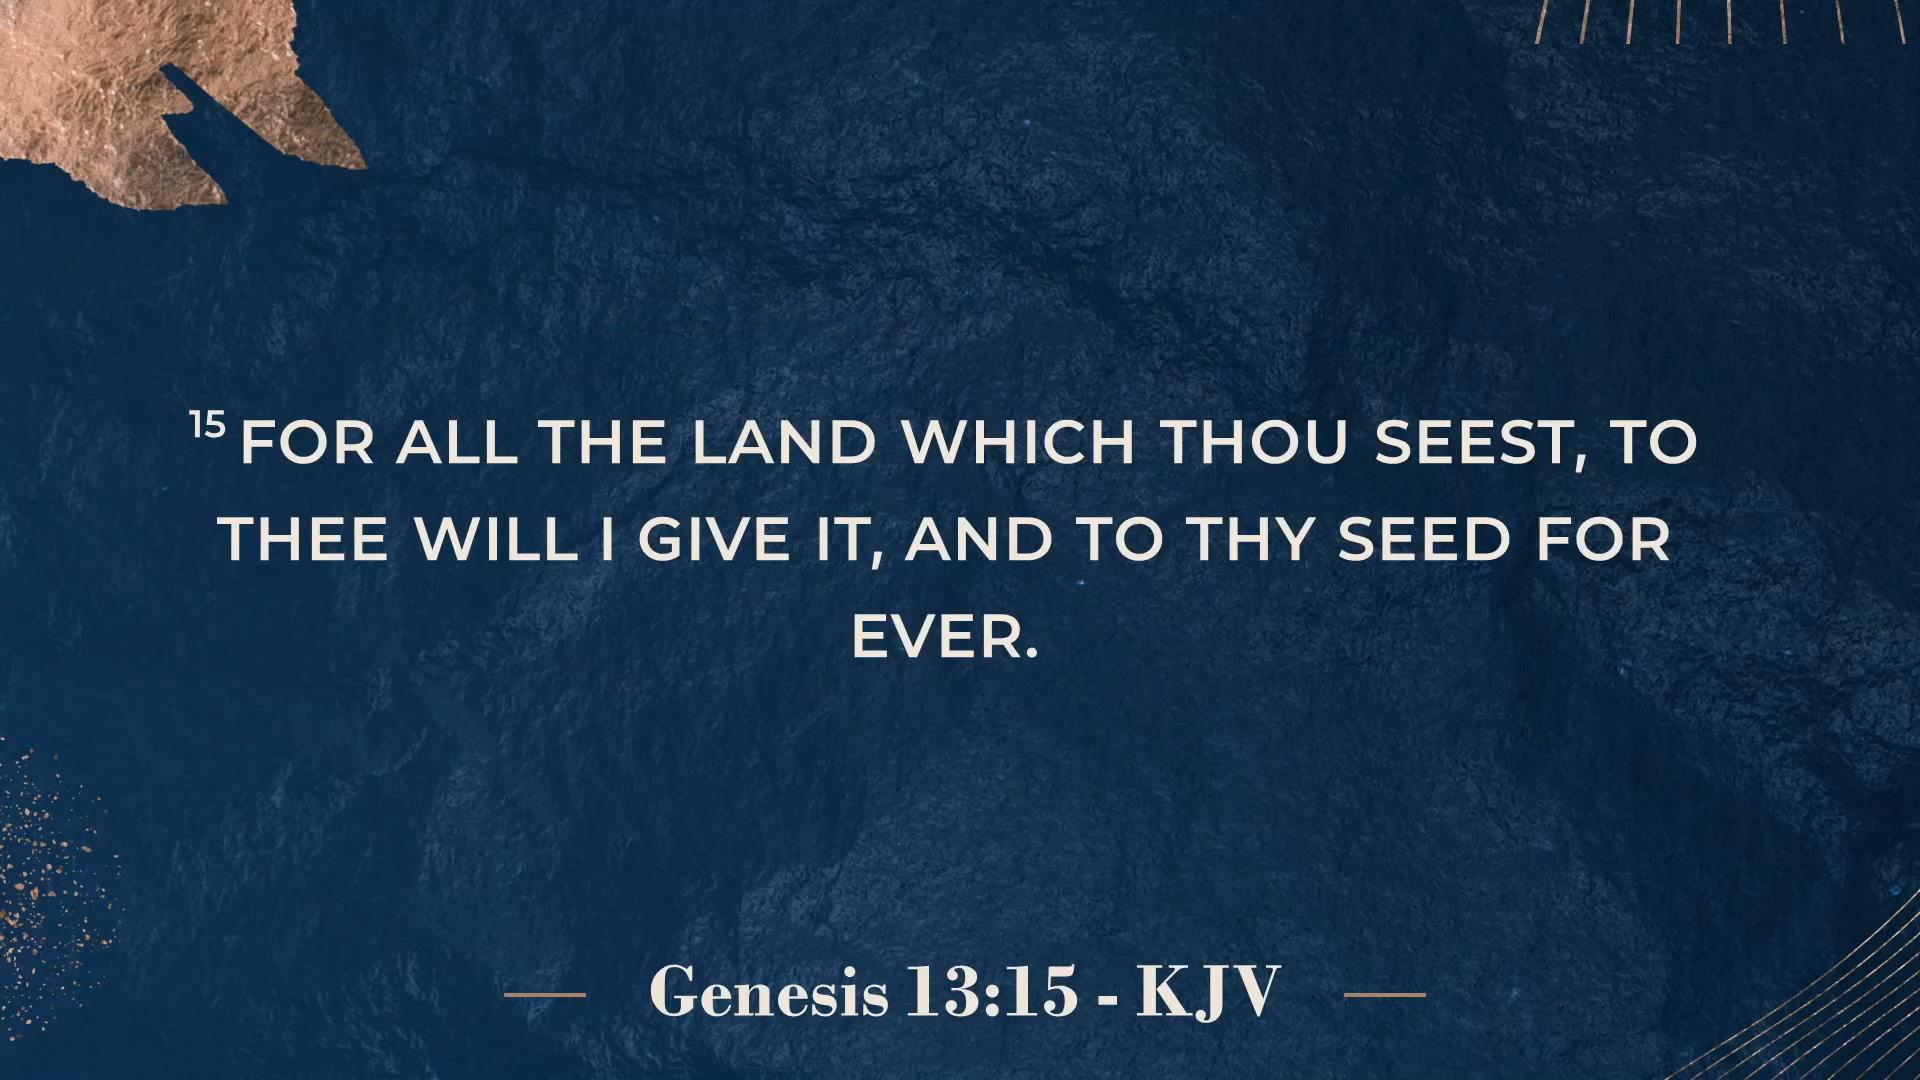 15 FOR ALL THE LAND WHICH THOU SEEST, TO
THEE WILL I GIVE IT, AND TO THY SEED FOR
EVER.
Genesis 13:15 - KJV